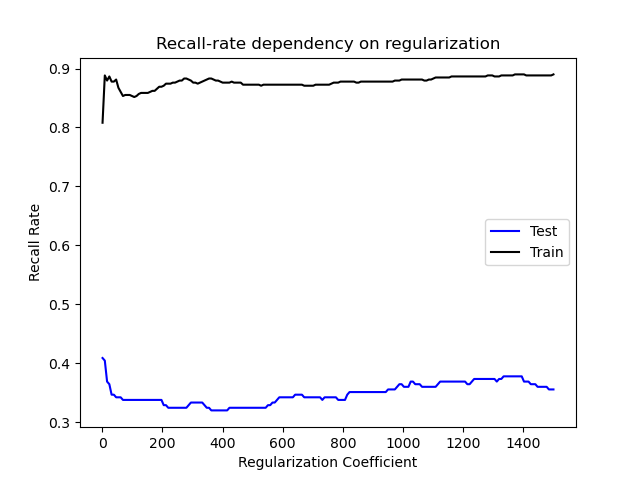 Recall-rate dependency on regularization
0.9
0.8
0.7
0.6
0.5
0.4
0.3
Recall Rate
Test
Train
0 200 400 600 800 1000 1200 1400
Regularization Coefficient